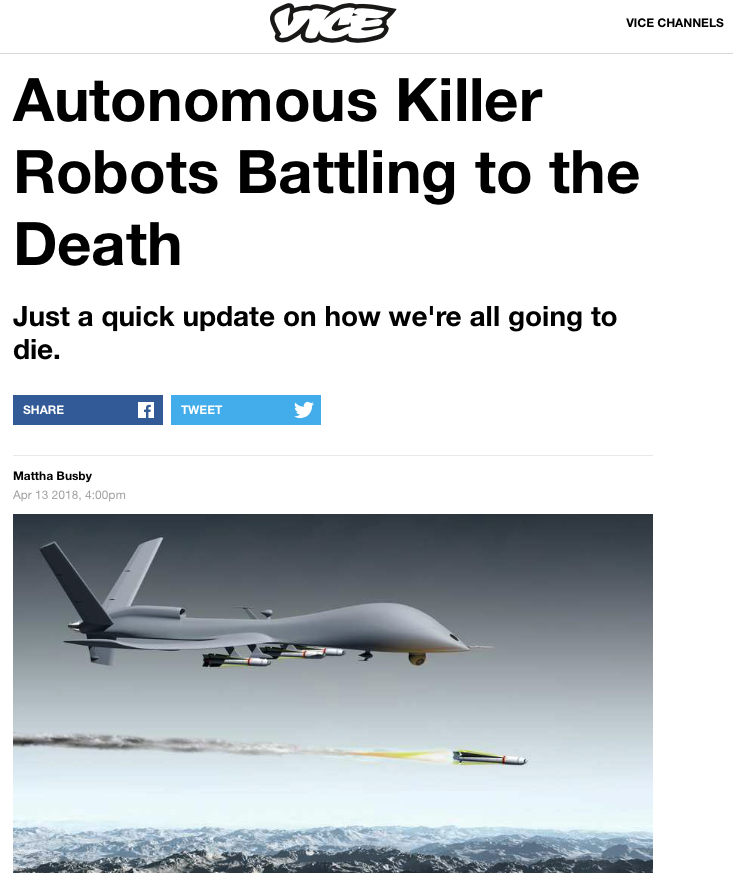 VICE
VICE CHANNELS
Autonomous Killer
Robots Battling to the
Death
Just a quick update on how we're all going to
die.
SHARE
TWEET
Mattha Busby
Apr 13 2018, 4:00pm